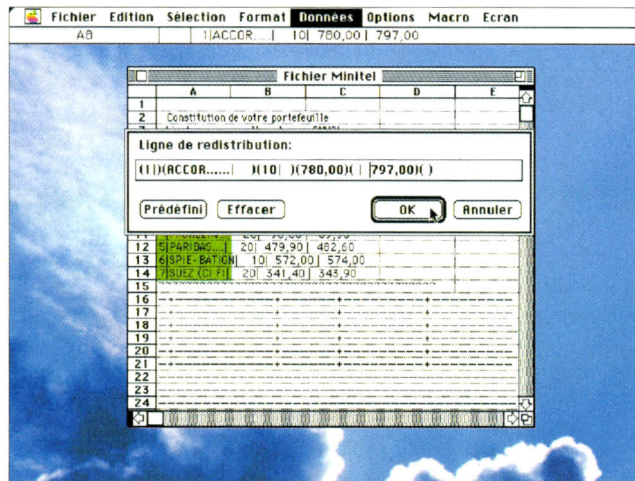 Fichier Edition Sélection Format Données Options Macro Ecran
A8 1|ACCOR....| 10| 780,00| 797,00
Fichier Minitel
A B C D E
1
2 Constitution de votre portefeuille
Ligne de redistribution:
(1|)(ACCOR......| )(10| )(780,00)( | 797,00)( )
Prédéfini Effacer OK Annuler
12 5|PARIBAS....| 20| 479,90| 482,60
13 6|SPIE-BATIGN| 10| 572,00| 574,00
14 7|SUEZ (CI FI| 20| 341,40| 343,90
15
16
17
18
19
20
21
22
23
24